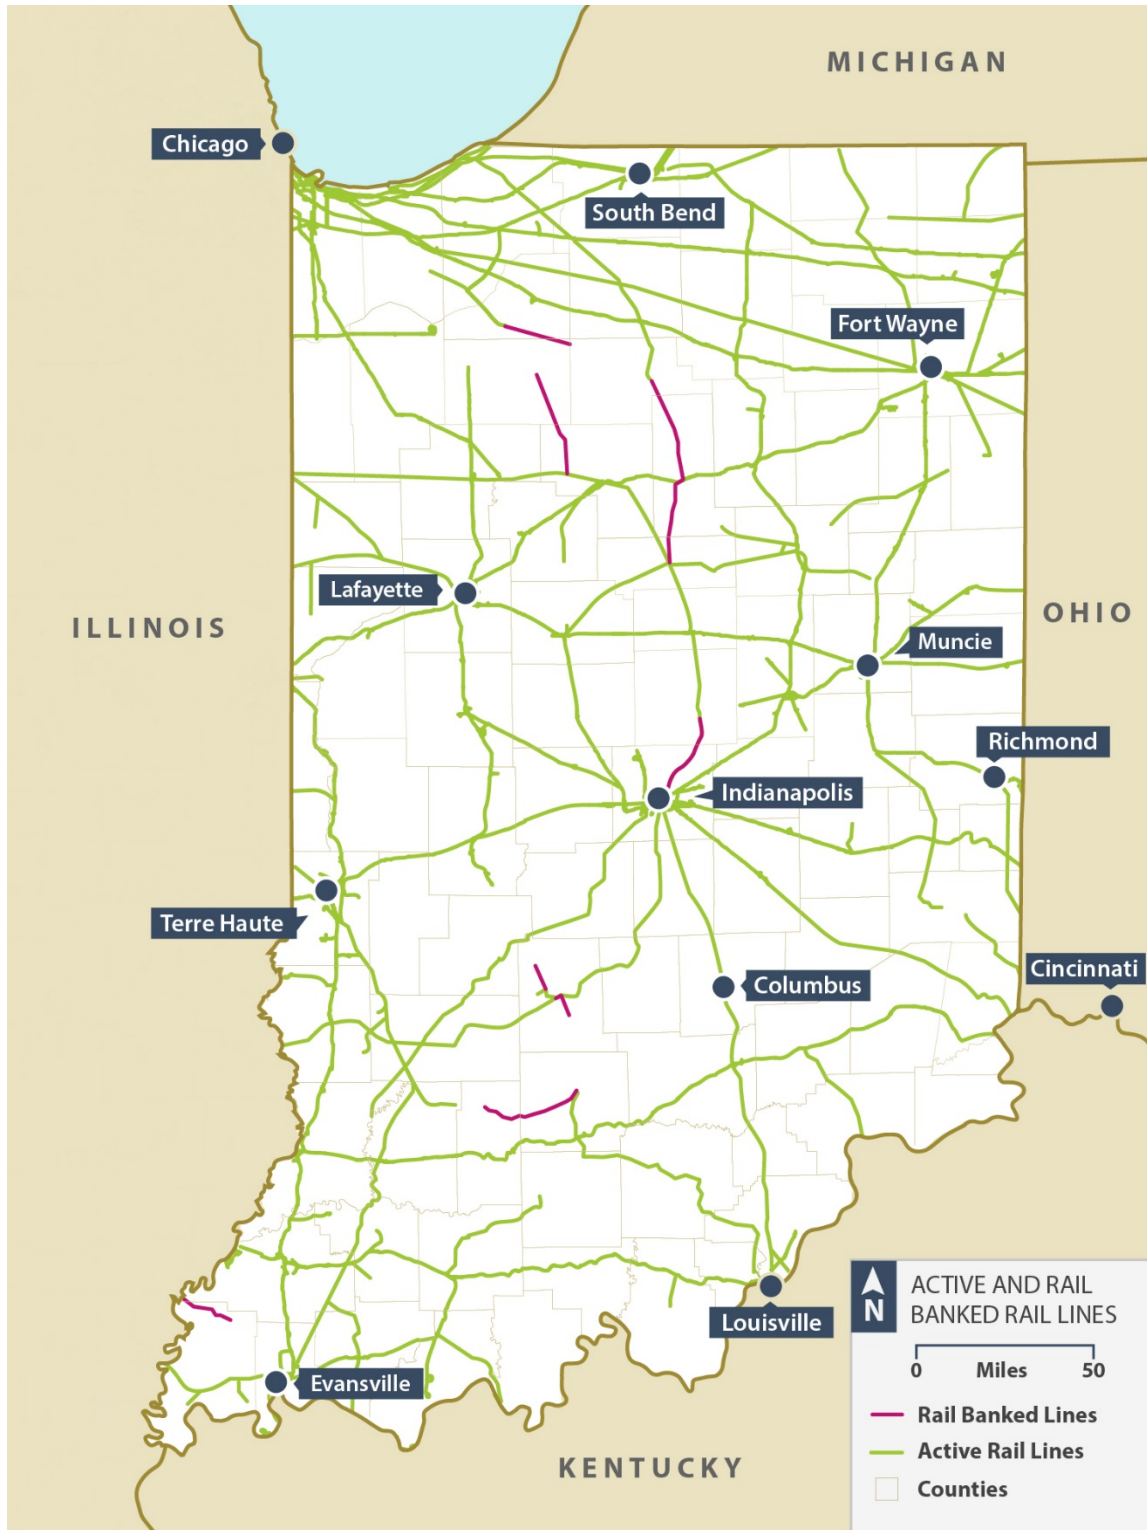 MICHIGAN
Chicago
South Bend
Fort Wayne
Lafayette
ILLINOIS
OHIO
Muncie
Richmond
Indianapolis
Terre Haute
Cincinnati
Columbus
Louisville
Evansville
KENTUCKY
N
ACTIVE AND RAIL
BANKED RAIL LINES
0 Miles 50
Rail Banked Lines
Active Rail Lines
Counties